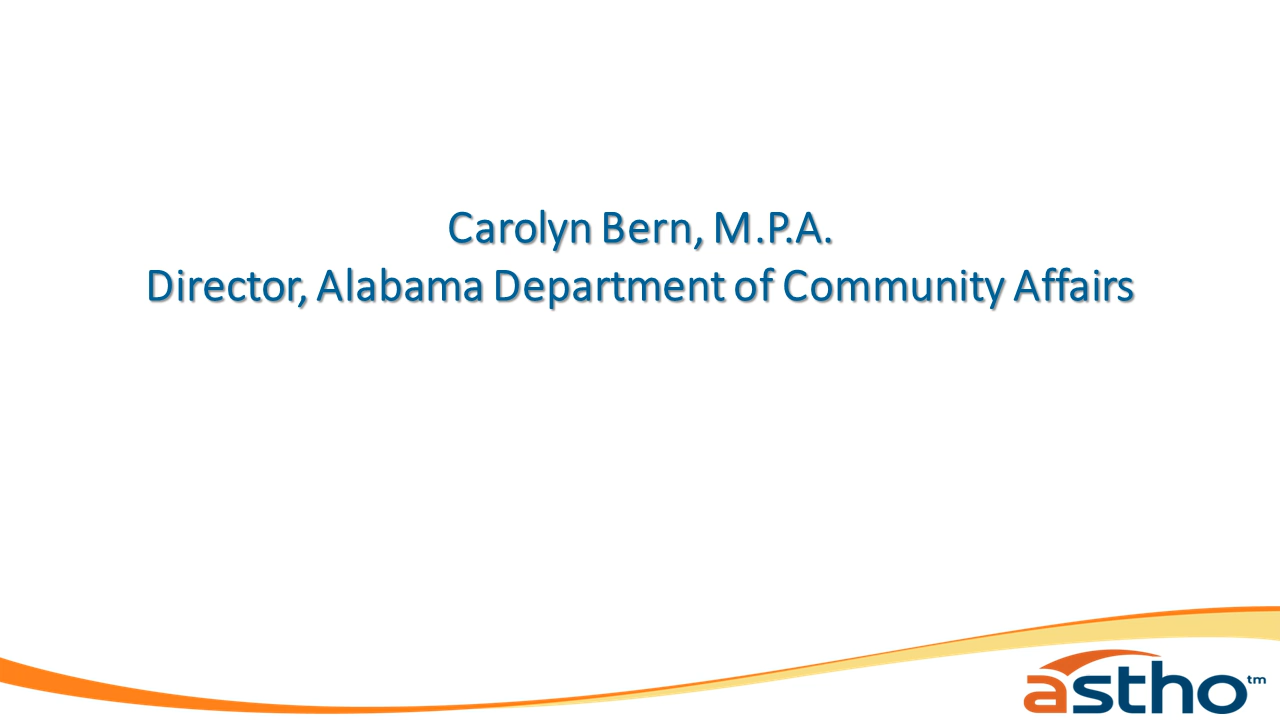 Carolyn Bern, M.P.A.
Director, Alabama Department of Community Affairs
astho™